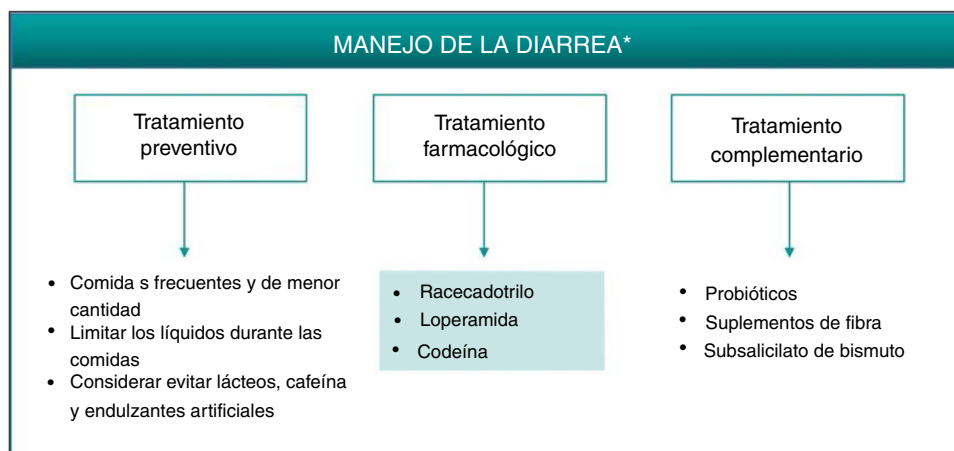 MANEJO DE LA DIARREA*
Tratamiento
preventivo
• Comida s frecuentes y de menor
cantidad
• Limitar los líquidos durante las
comidas
• Considerar evitar lácteos, cafeína
y endulzantes artificiales
Tratamiento
farmacológico
• Racecadotrilo
• Loperamida
• Codeína
Tratamiento
complementario
• Probióticos
• Suplementos de fibra
• Subsalicilato de bismuto